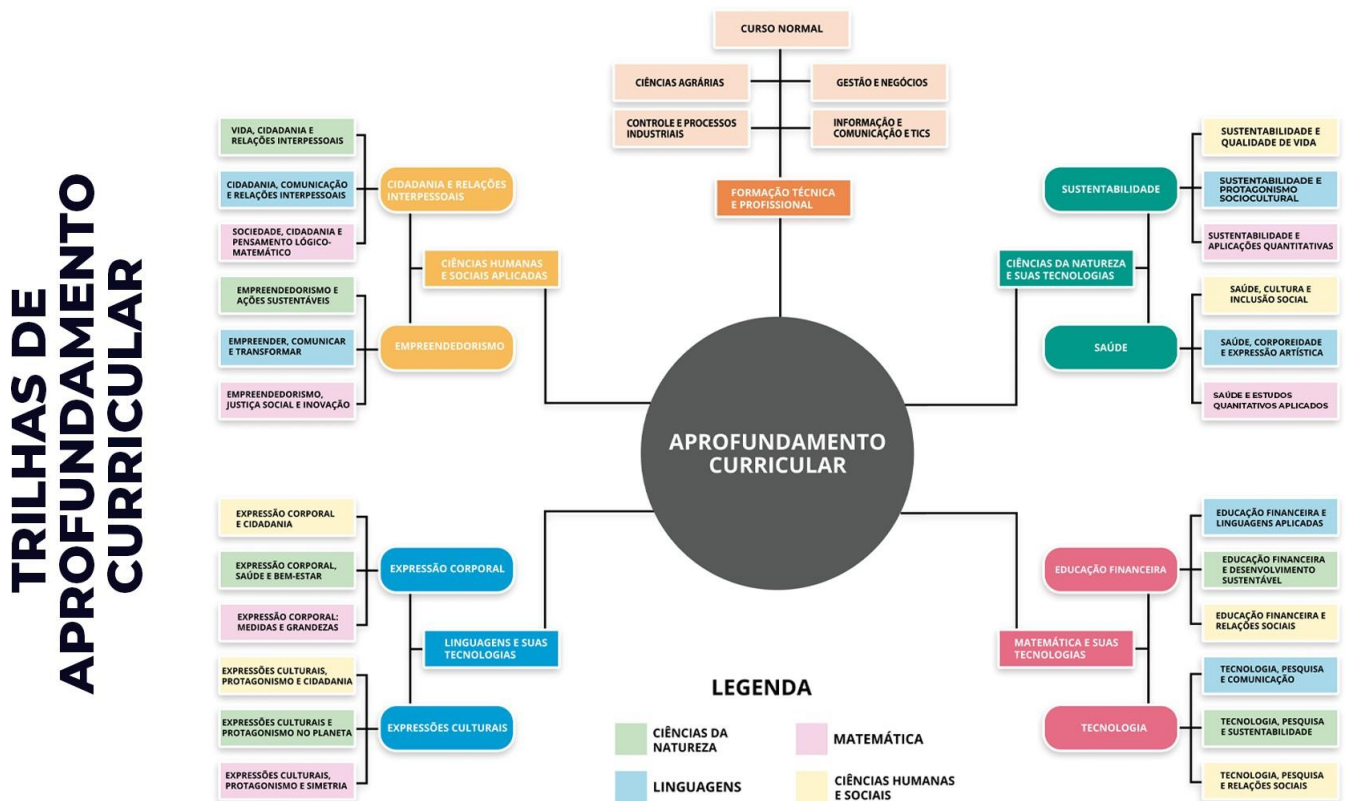 TRILHAS DE
APROFUNDAMENTO
CURRICULAR
CURSO NORMAL
CIÊNCIAS AGRÁRIAS
GESTÃO E NEGÓCIOS
CONTROLE E PROCESSOS
INDUSTRIAIS
INFORMAÇÃO E
COMUNICAÇÃO E TICS
FORMAÇÃO TÉCNICA
E PROFISSIONAL
VIDA, CIDADANIA E
RELAÇÕES INTERPESSOAIS
CIDADANIA, COMUNICAÇÃO
E RELAÇÕES INTERPESSOAIS
SOCIEDADE, CIDADANIA E
PENSAMENTO LÓGICO-
MATEMÁTICO
CIDADANIA E RELAÇÕES
INTERPESSOAIS
CIÊNCIAS HUMANAS
E SOCIAIS APLICADAS
EMPREENDEDORISMO E
AÇÕES SUSTENTÁVEIS
EMPREENDER, COMUNICAR
E TRANSFORMAR
EMPREENDEDORISMO,
JUSTIÇA SOCIAL E INOVAÇÃO
EMPREENDEDORISMO
SUSTENTABILIDADE
SUSTENTABILIDADE E
QUALIDADE DE VIDA
SUSTENTABILIDADE E
PROTAGONISMO
SOCIOCULTURAL
SUSTENTABILIDADE E
APLICAÇÕES QUANTITATIVAS
CIÊNCIAS DA NATUREZA
E SUAS TECNOLOGIAS
SAÚDE
SAÚDE, CULTURA E
INCLUSÃO SOCIAL
SAÚDE, CORPOREIDADE
E EXPRESSÃO ARTÍSTICA
SAÚDE E ESTUDOS
QUANITATIVOS APLICADOS
APROFUNDAMENTO
CURRICULAR
EXPRESSÃO CORPORAL
E CIDADANIA
EXPRESSÃO CORPORAL,
SAÚDE E BEM-ESTAR
EXPRESSÃO CORPORAL:
MEDIDAS E GRANDEZAS
EXPRESSÃO CORPORAL
LINGUAGENS E SUAS
TECNOLOGIAS
EXPRESSÕES CULTURAIS,
PROTAGONISMO E CIDADANIA
EXPRESSÕES CULTURAIS E
PROTAGONISMO NO PLANETA
EXPRESSÕES CULTURAIS,
PROTAGONISMO E SIMETRIA
EXPRESSÕES CULTURAIS
EDUCAÇÃO FINANCEIRA
EDUCAÇÃO FINANCEIRA E
LINGUAGENS APLICADAS
EDUCAÇÃO FINANCEIRA
E DESENVOLVIMENTO
SUSTENTÁVEL
EDUCAÇÃO FINANCEIRA E
RELAÇÕES SOCIAIS
MATEMÁTICA E SUAS
TECNOLOGIAS
TECNOLOGIA
TECNOLOGIA, PESQUISA
E COMUNICAÇÃO
TECNOLOGIA, PESQUISA
E SUSTENTABILIDADE
TECNOLOGIA, PESQUISA
E RELAÇÕES SOCIAIS
LEGENDA
CIÊNCIAS DA
NATUREZA
MATEMÁTICA
LINGUAGENS
CIÊNCIAS HUMANAS
E SOCIAIS